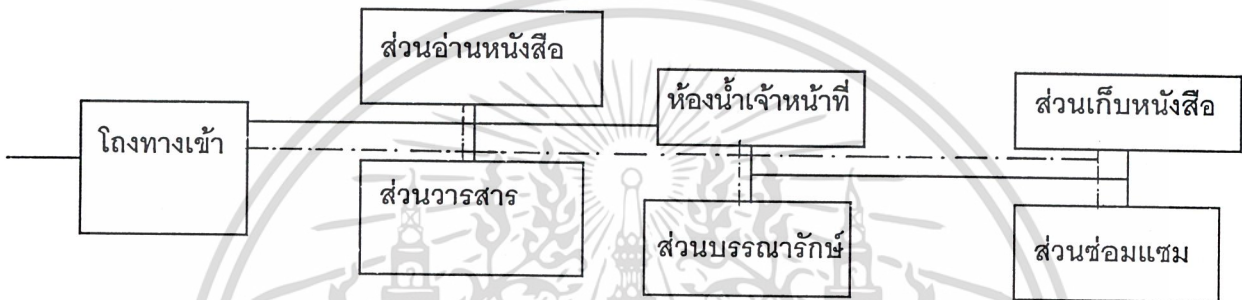 ส่วนอ่านหนังสือ
ห้องน้ำเจ้าหน้าที่
ส่วนเก็บหนังสือ
โถงทางเข้า
ส่วนวารสาร
ส่วนบรรณารักษ์
ส่วนซ่อมแซม